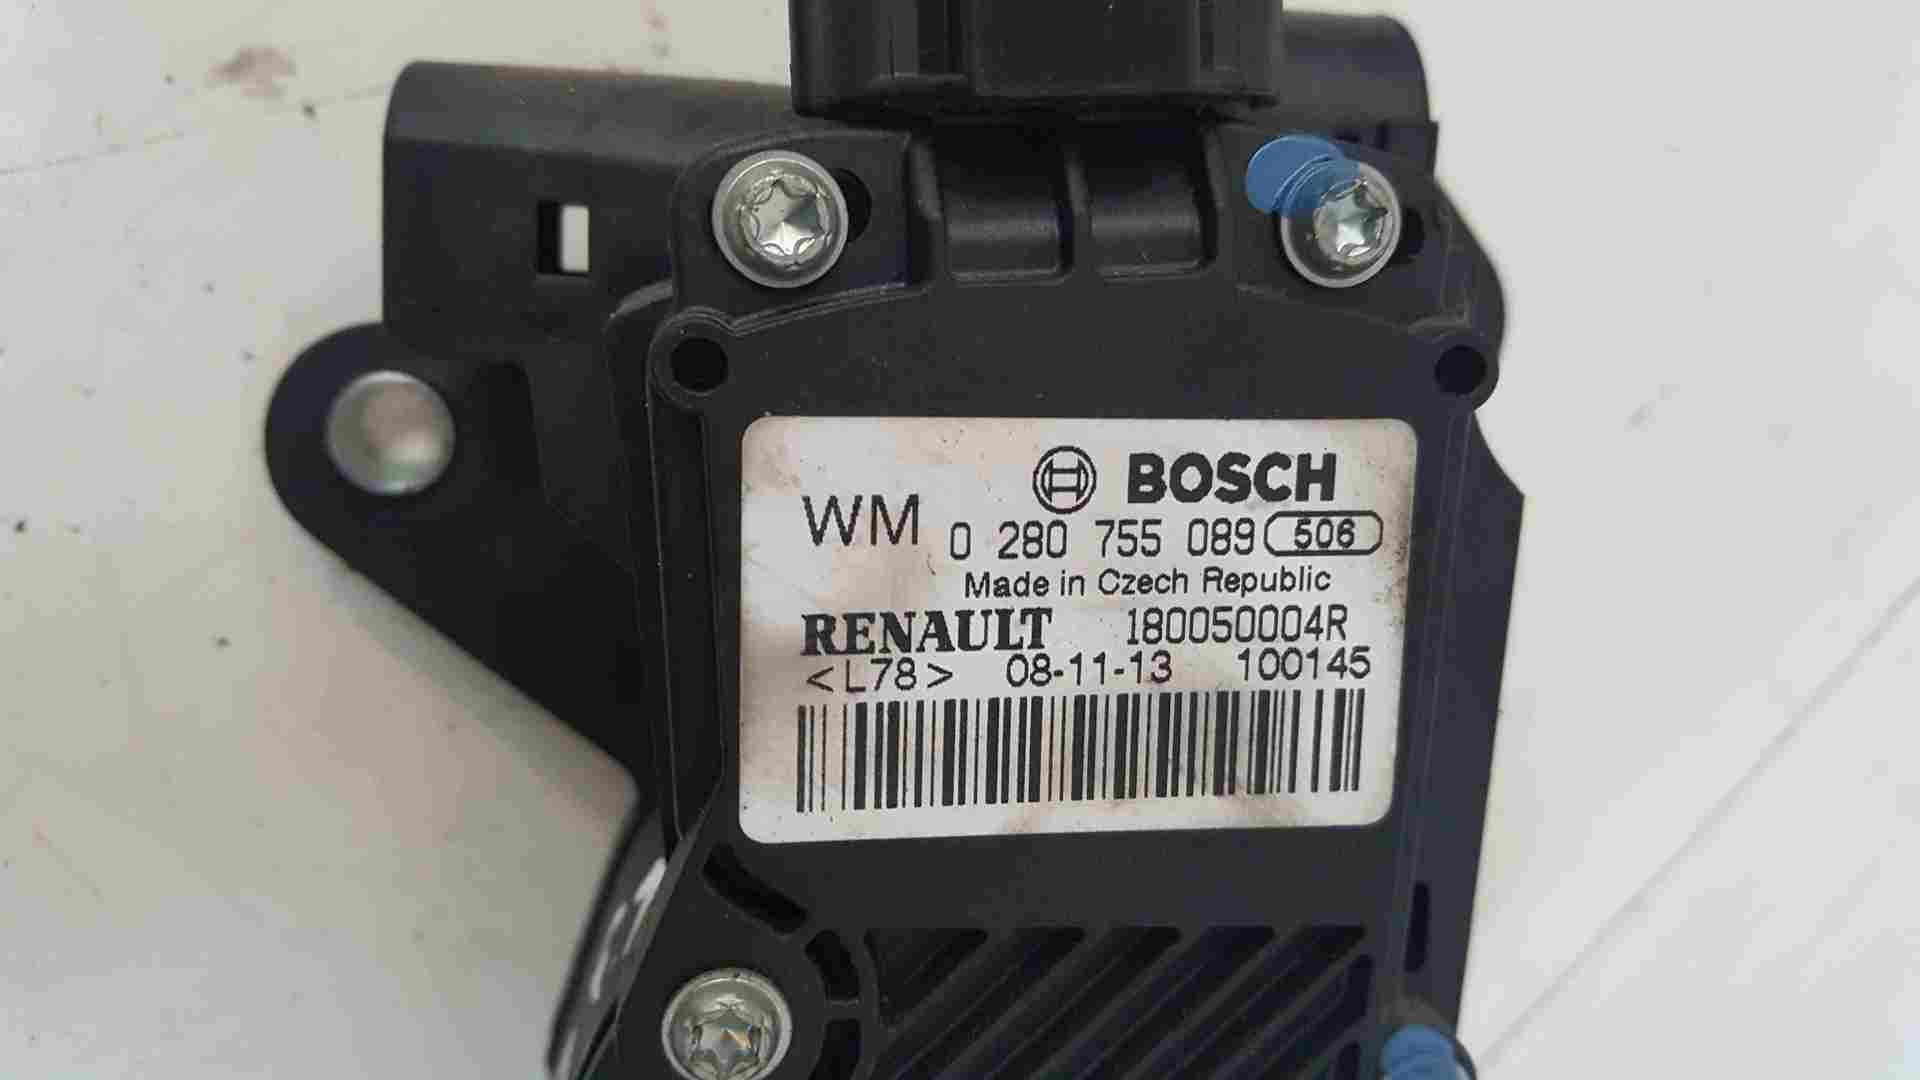 BOSCH
WM 0 280 755 089 506
Made in Czech Republic
RENAULT 180050004R
<L78> 08-11-13 100145